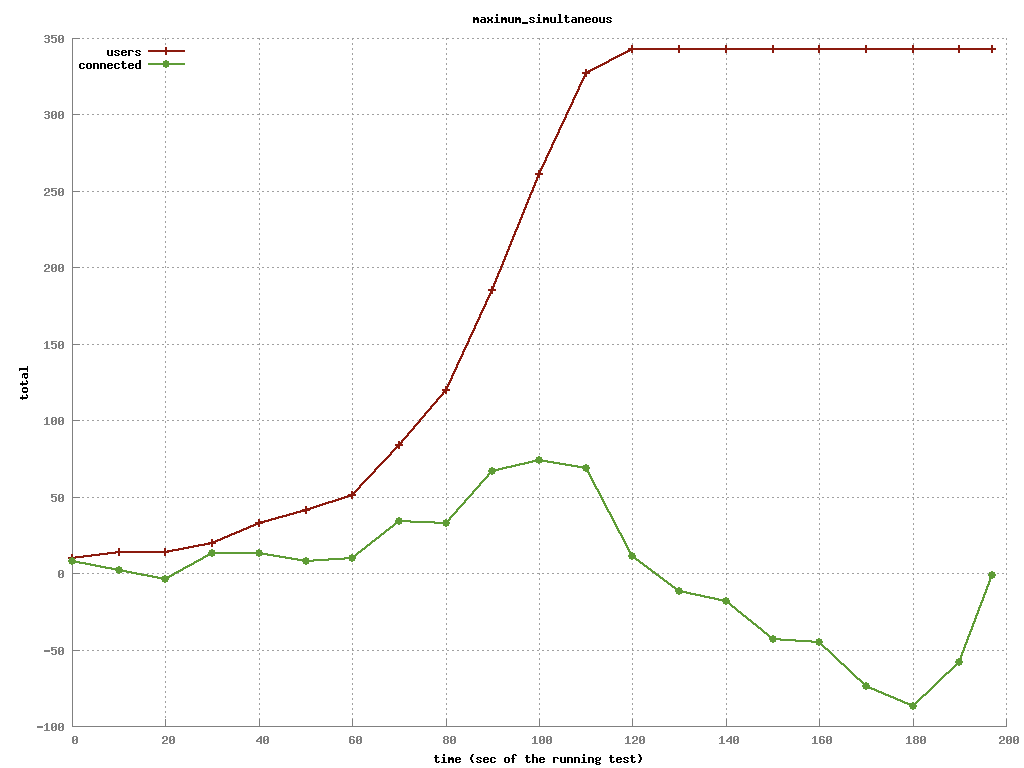 maximum_simultaneous
users
connected
350
300
250
200
150
100
50
0
-50
-100
total
0 20 40 60 80 100 120 140 160 180 200
time (sec of the running test)